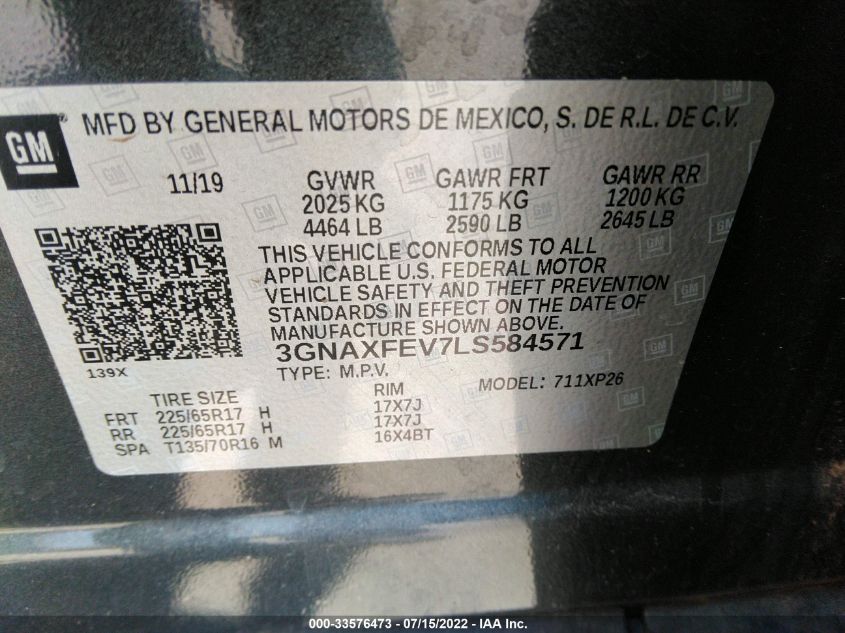 GM
MFD BY GENERAL MOTORS DE MEXICO, S. DE R.L. DE C.V.
11/19 GVWR GAWR FRT GAWR RR
2025 KG 1175 KG 1200 KG
4464 LB 2590 LB 2645 LB
THIS VEHICLE CONFORMS TO ALL
APPLICABLE U.S. FEDERAL MOTOR
VEHICLE SAFETY AND THEFT PREVENTION
STANDARDS IN EFFECT ON THE DATE OF
MANUFACTURE SHOWN ABOVE.
3GNAXFEV7LS584571
139X
TYPE: M.P.V. MODEL: 711XP26
TIRE SIZE RIM
FRT 225/65R17 H 17X7J
RR 225/65R17 H 17X7J
SPA T135/70R16 M 16X4BT
000-33576473 - 07/15/2022 - IAA Inc.